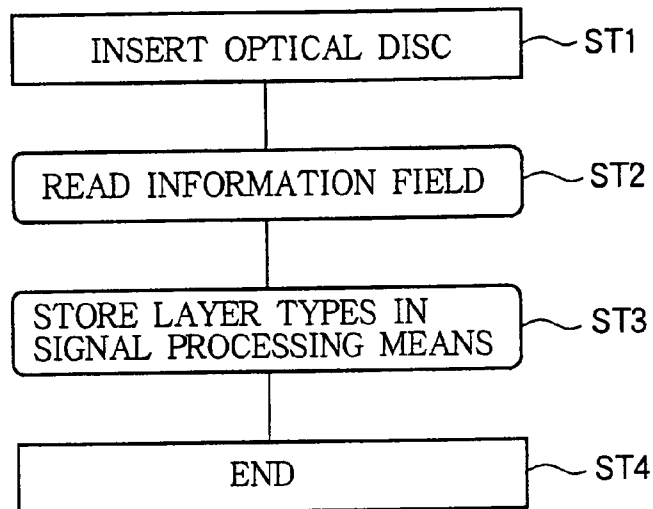 INSERT OPTICAL DISC
ST1
READ INFORMATION FIELD
ST2
STORE LAYER TYPES IN
SIGNAL PROCESSING MEANS
ST3
END
ST4